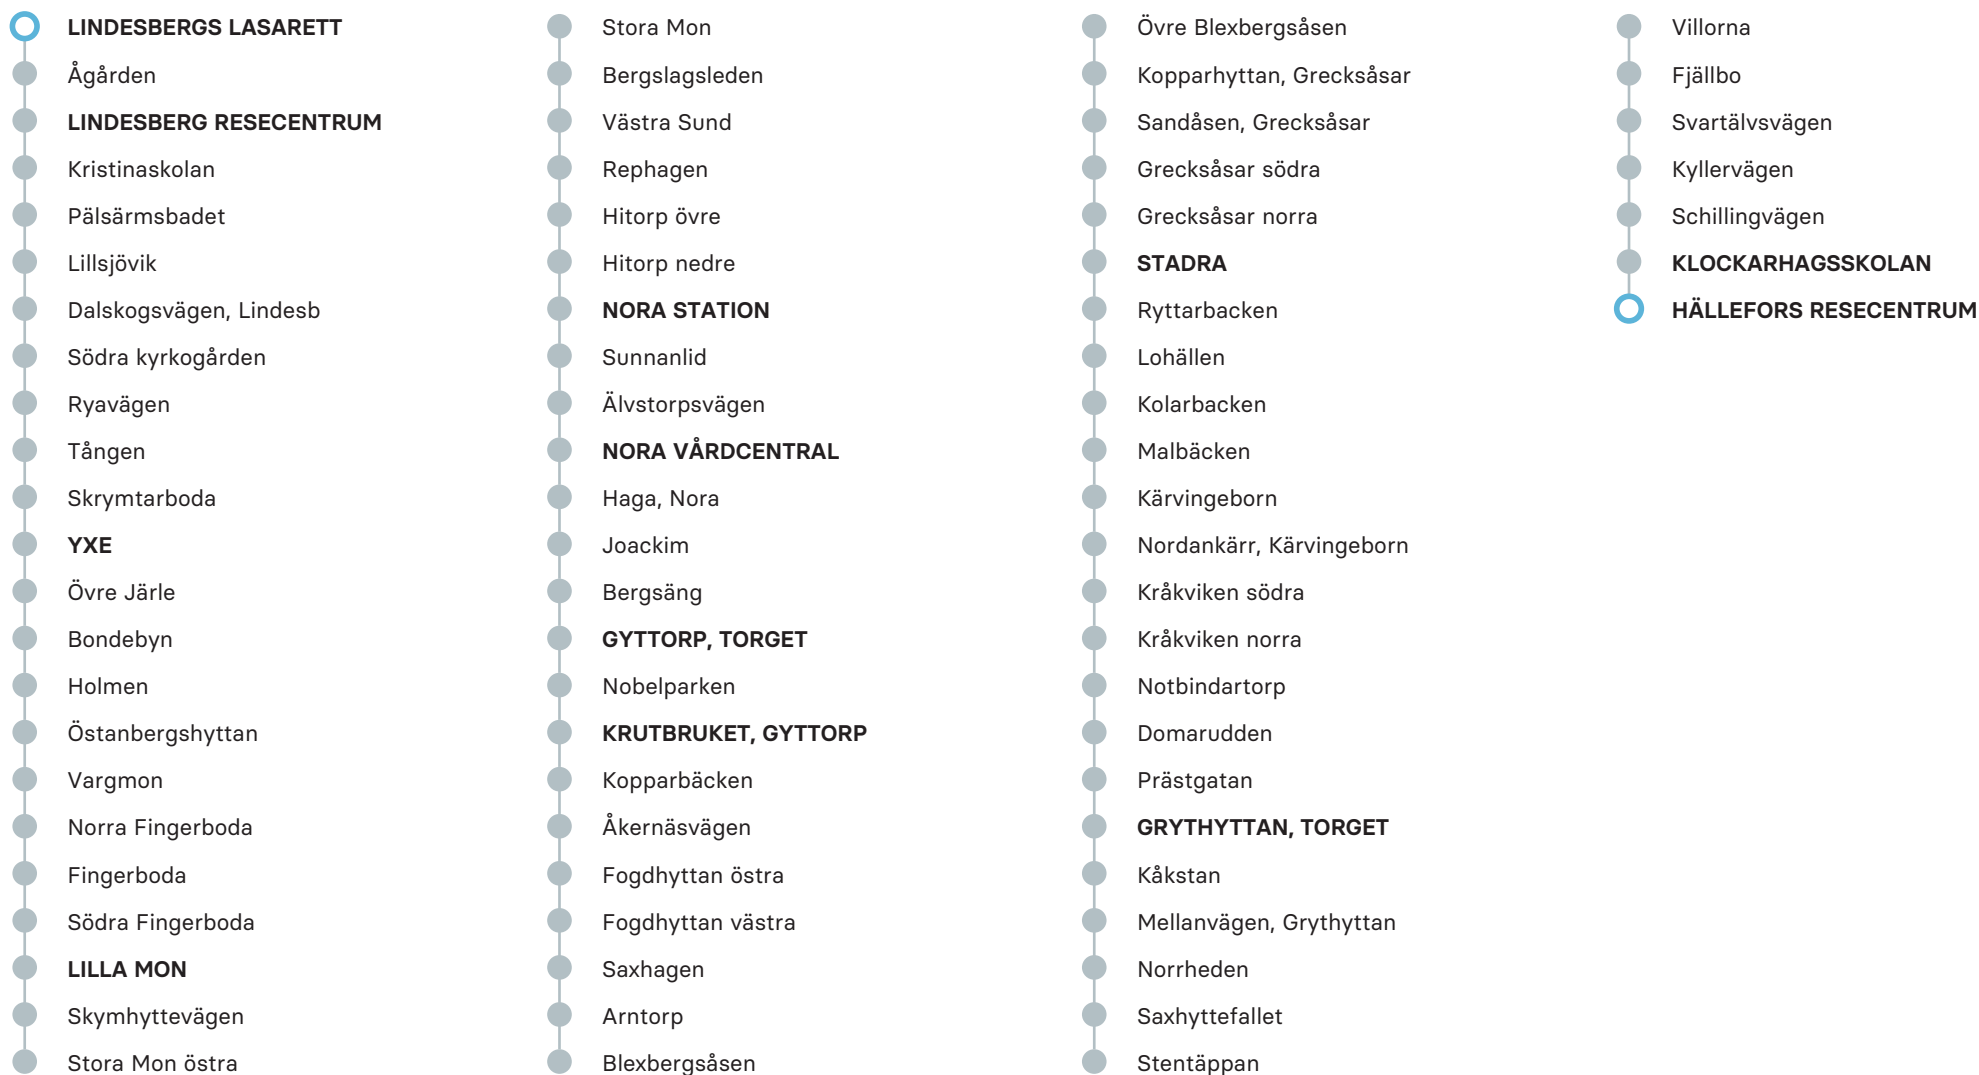 LINDESBERGS LASARETT
Ågården
LINDESBERG RESECENTRUM
Kristinaskolan
Pälsärmsbadet
Lillsjövik
Dalskogsvägen, Lindesb
Södra kyrkogården
Ryavägen
Tången
Skrymtarboda
YXE
Övre Järle
Bondebyn
Holmen
Östanbergshyttan
Vargmon
Norra Fingerboda
Fingerboda
Södra Fingerboda
LILLA MON
Skymhyttevägen
Stora Mon östra
Stora Mon
Bergslagsleden
Västra Sund
Rephagen
Hitorp övre
Hitorp nedre
NORA STATION
Sunnanlid
Älvstorpsvägen
NORA VÅRDCENTRAL
Haga, Nora
Joackim
Bergsäng
GYTTORP, TORGET
Nobelparken
KRUTBRUKET, GYTTORP
Kopparbäcken
Åkernäsvägen
Fogdhyttan östra
Fogdhyttan västra
Saxhagen
Arntorp
Blexbergsåsen
Övre Blexbergsåsen
Kopparhyttan, Grecksåsar
Sandåsen, Grecksåsar
Grecksåsar södra
Grecksåsar norra
STADRA
Ryttarbacken
Lohällen
Kolarbacken
Malbäcken
Kärvingeborn
Nordankärr, Kärvingeborn
Kråkviken södra
Kråkviken norra
Notbindartorp
Domarudden
Prästgatan
GRYTHYTTAN, TORGET
Kåkstan
Mellanvägen, Grythyttan
Norrheden
Saxhyttefallet
Stentäppan
Villorna
Fjällbo
Svartälvsvägen
Kyllervägen
Schillingvägen
KLOCKARHAGSSKOLAN
HÄLLEFORS RESECENTRUM